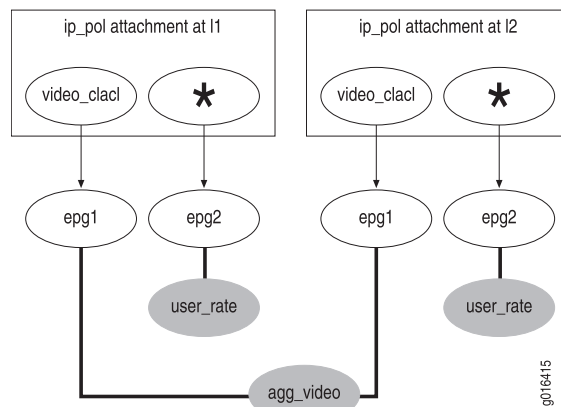 ip_pol attachment at I1
ip_pol attachment at I2
video_clacl
*
video_clacl
*
epg1
epg2
epg1
epg2
user_rate
user_rate
agg_video
g016415